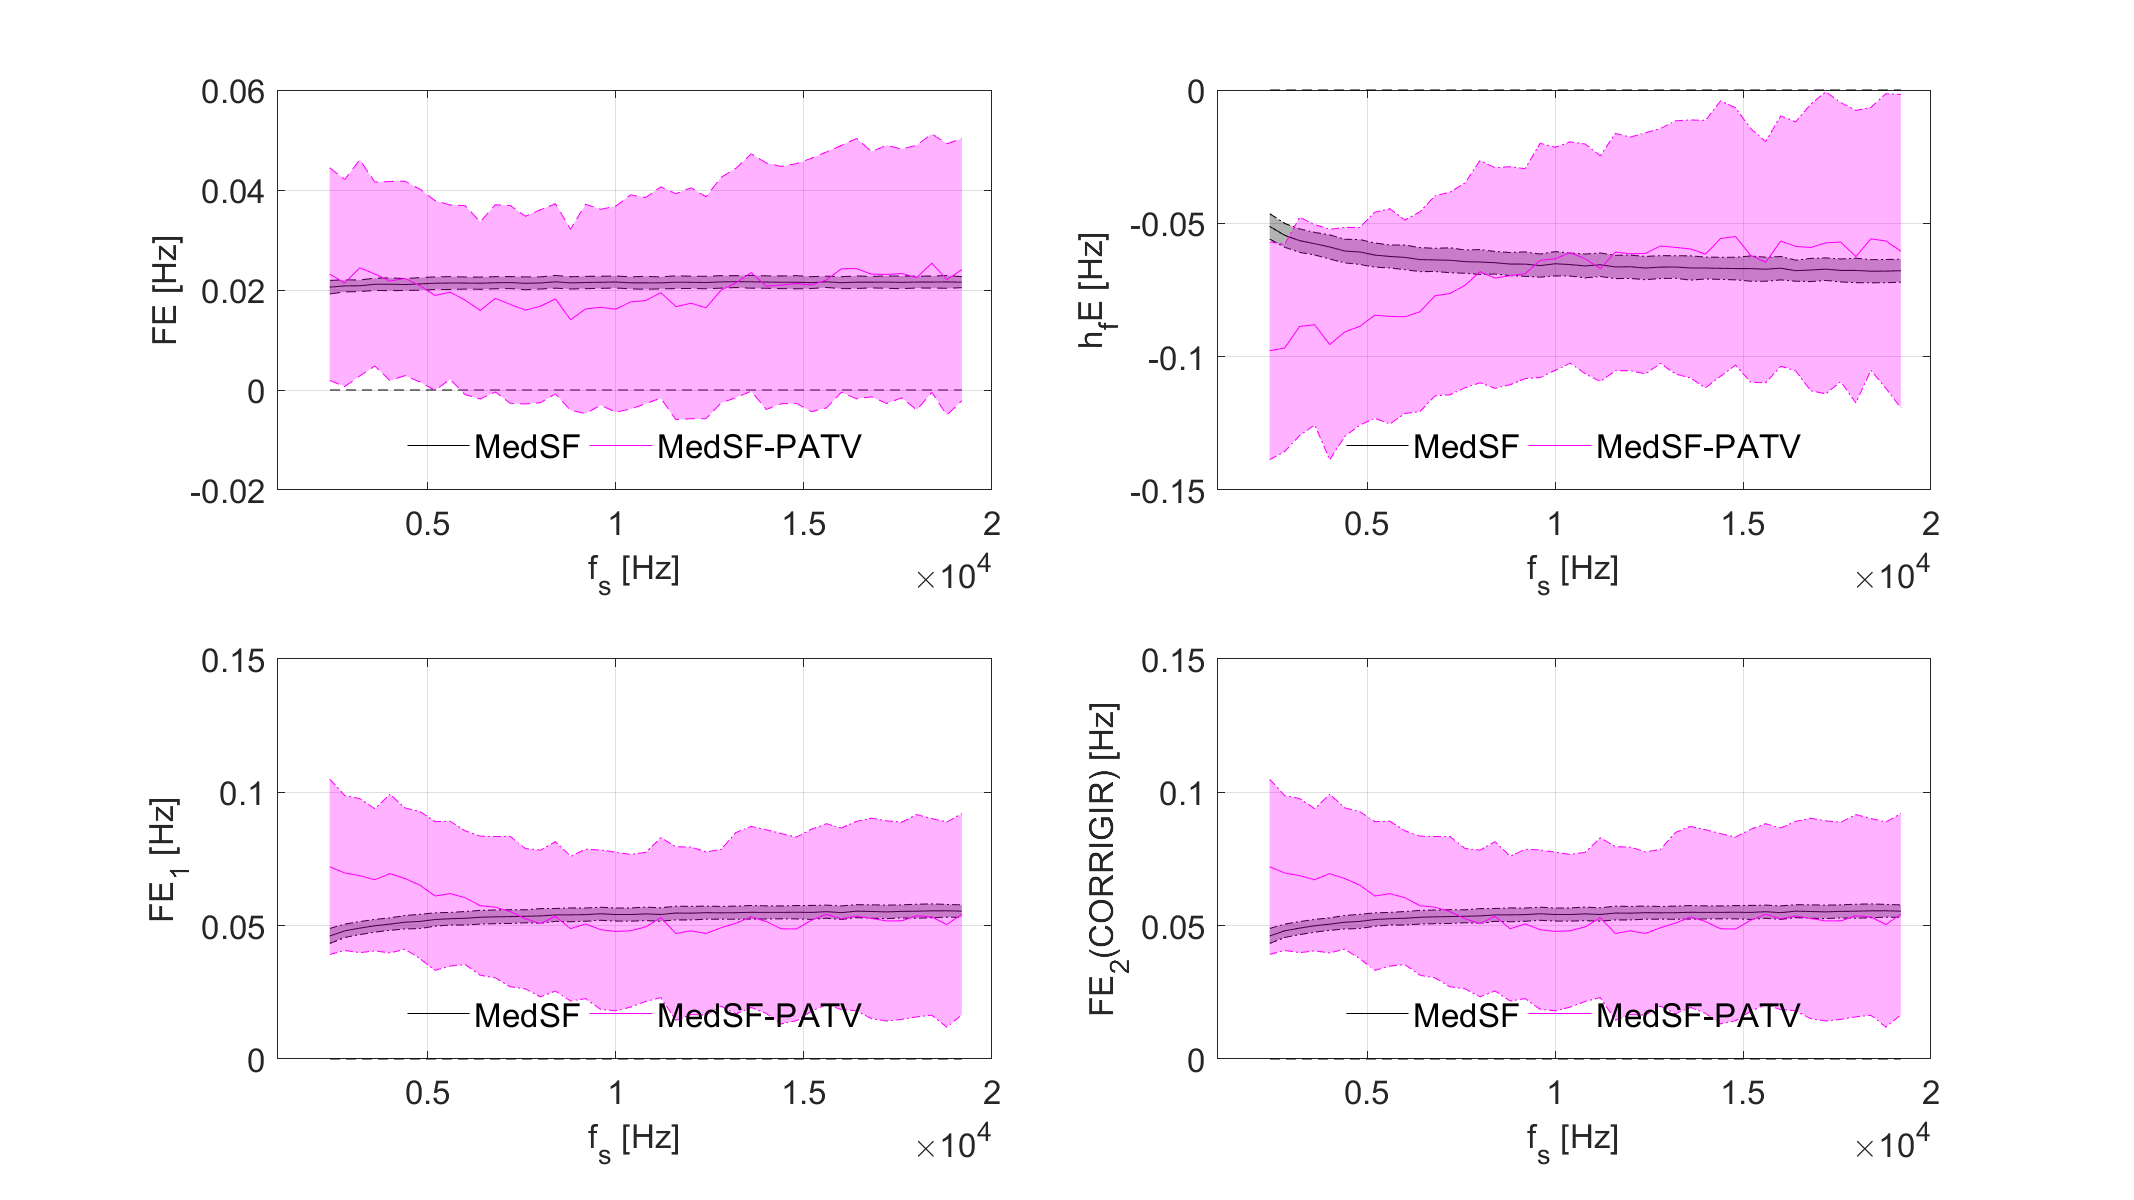 0.06
0.04
0.02
0
-0.02
FE [Hz]
MedSF MedSF-PATV
0.5 1 1.5 2
f_s [Hz]
×10^4
0
-0.05
-0.1
-0.15
h_fE [Hz]
MedSF MedSF-PATV
0.5 1 1.5 2
f_s [Hz]
×10^4
0.15
0.1
0.05
0
FE_1 [Hz]
MedSF MedSF-PATV
0.5 1 1.5 2
f_s [Hz]
×10^4
0.15
0.1
0.05
0
FE_2(CORRIGIR) [Hz]
MedSF MedSF-PATV
0.5 1 1.5 2
f_s [Hz]
×10^4